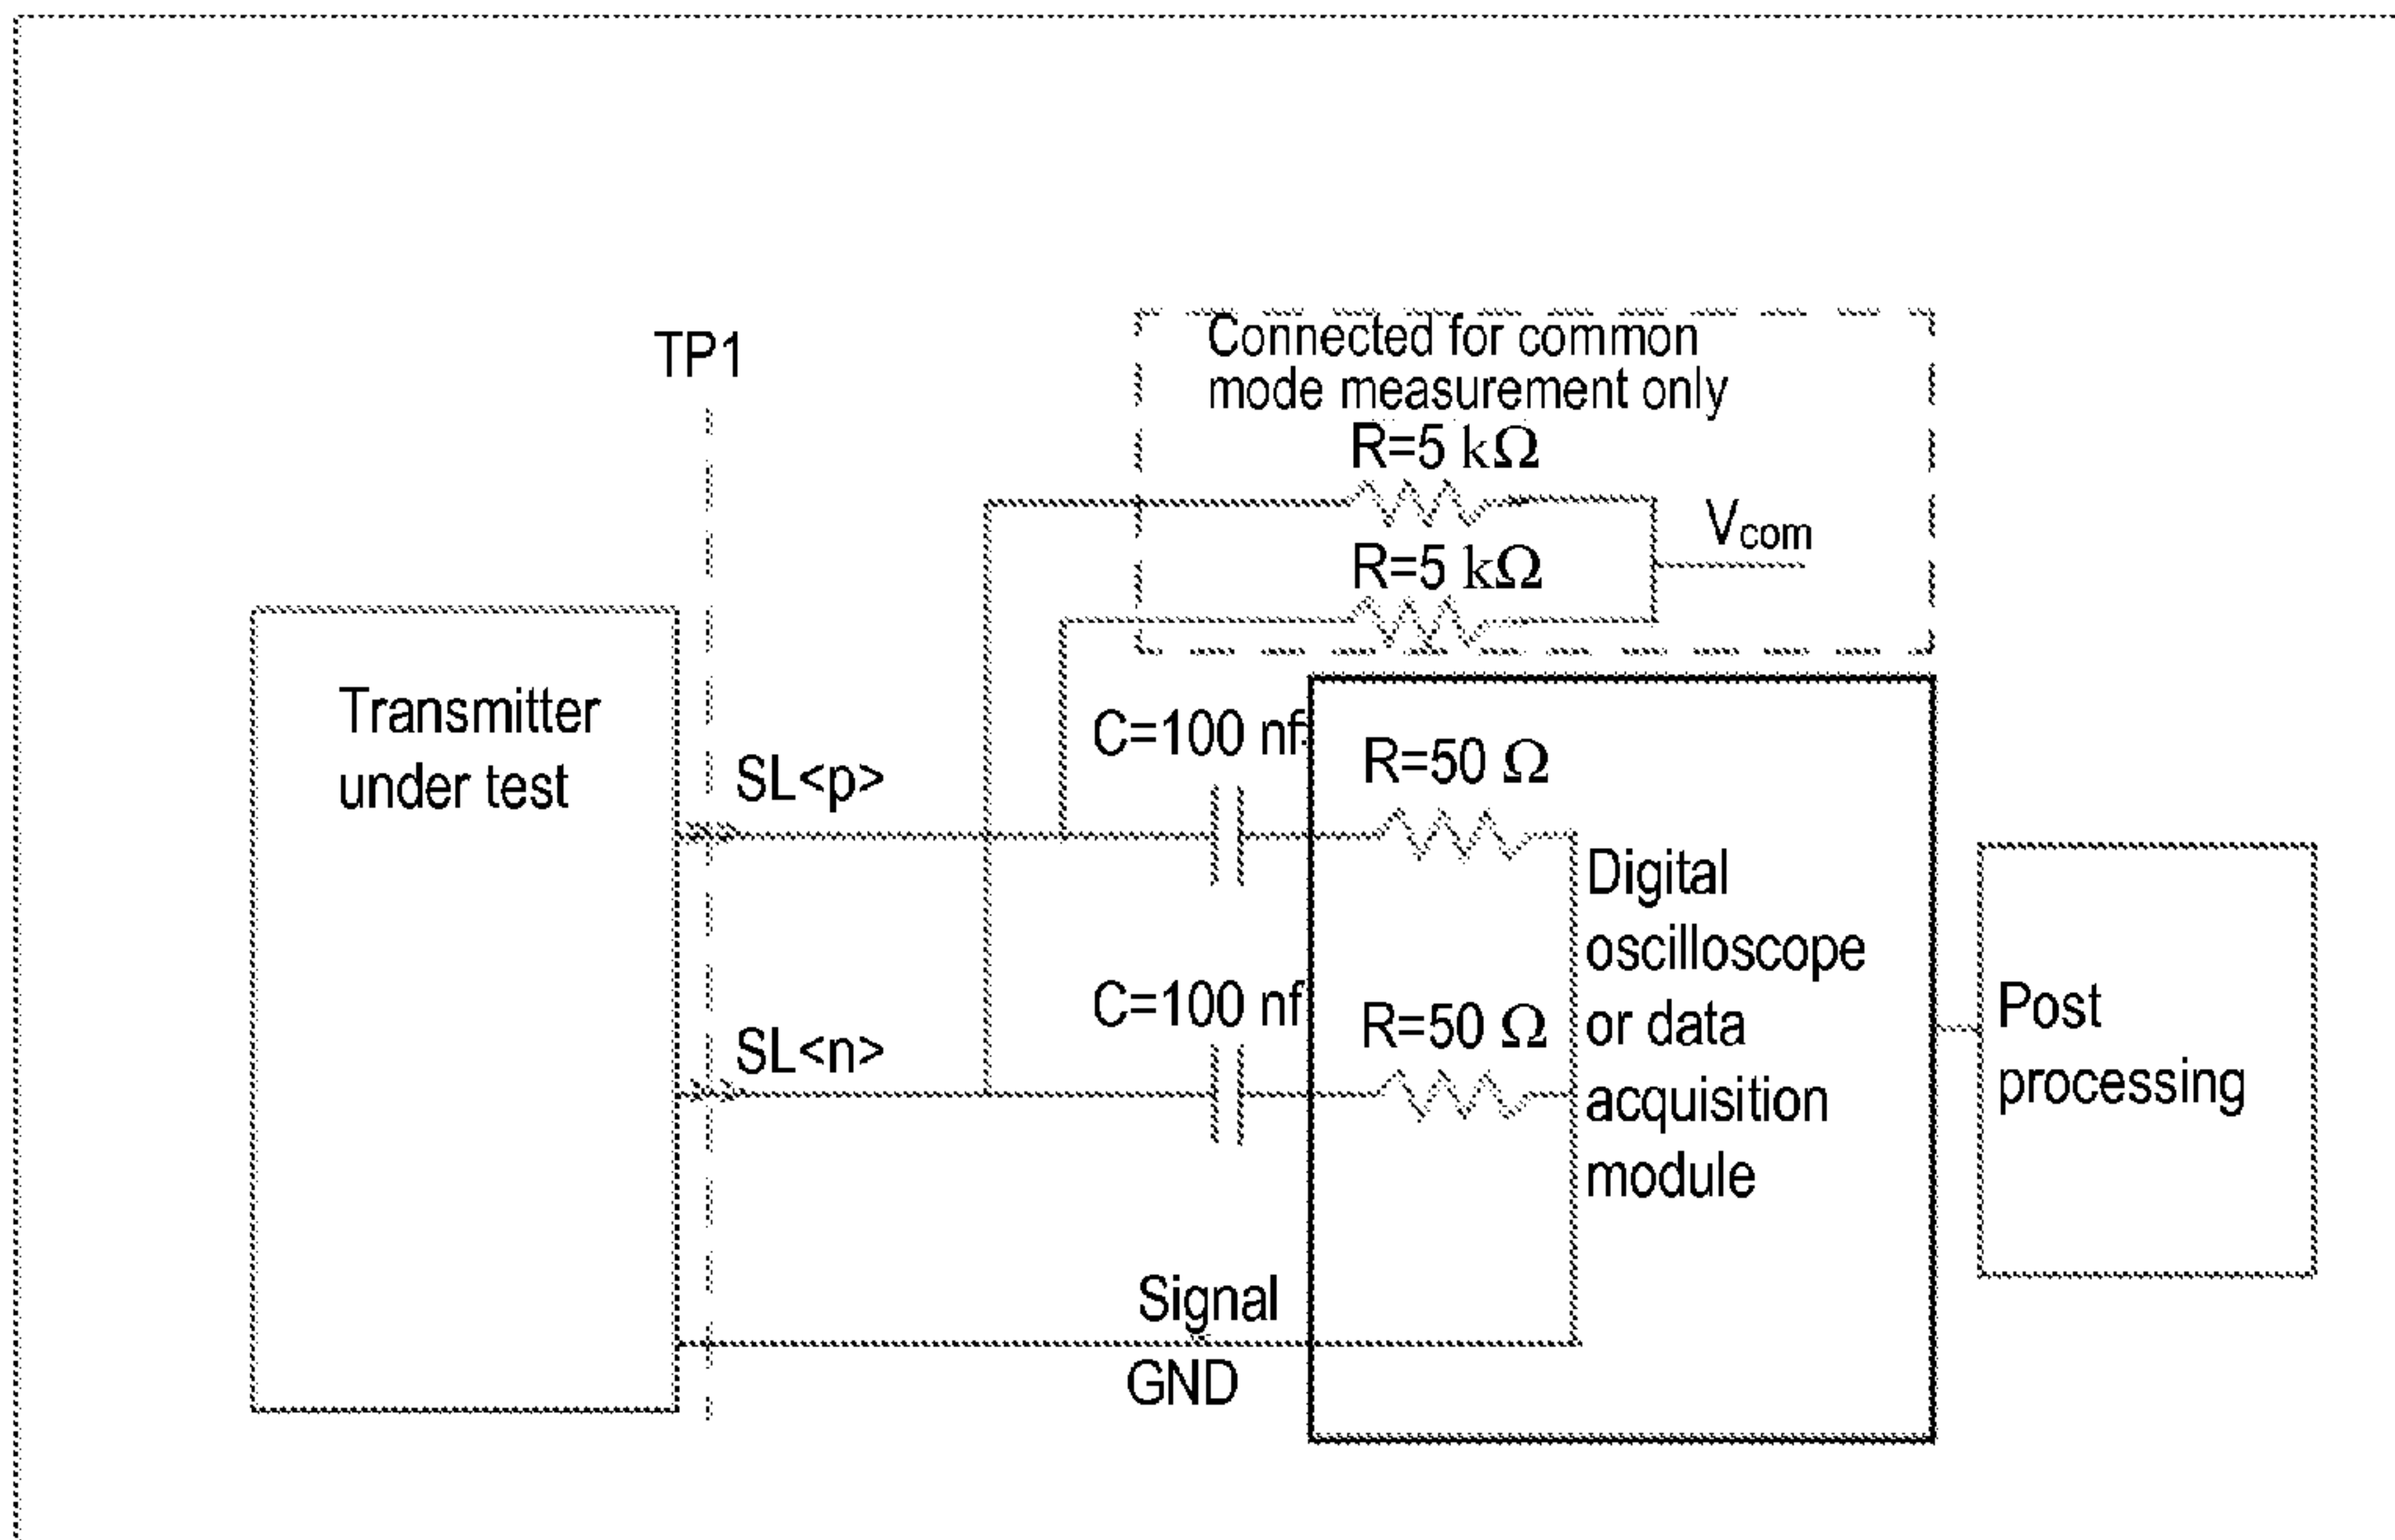 TP1
Connected for common
mode measurement only
R=5 kΩ
Vcom
R=5 kΩ
Transmitter
under test
SL<p>
C=100 nf
R=50 Ω
Digital
oscilloscope
or data
acquisition
module
SL<n>
C=100 nf
R=50 Ω
Post
processing
Signal
GND